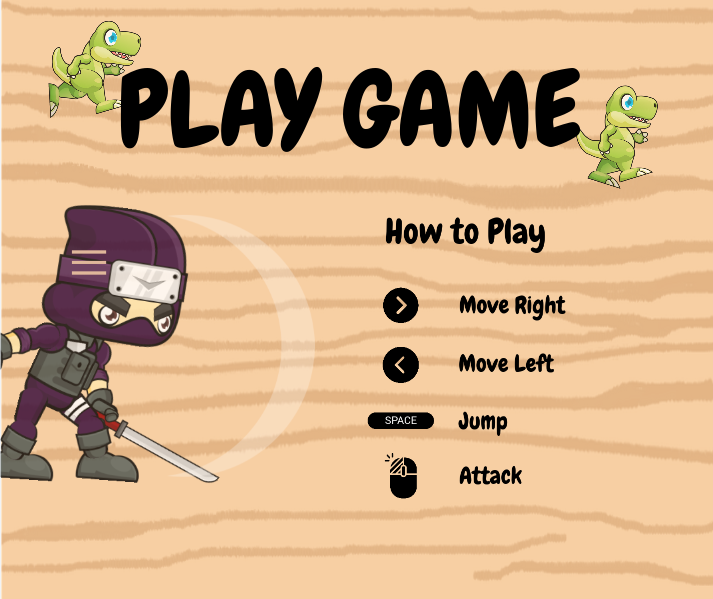 PLAY GAME
How to Play
Move Right
Move Left
SPACE Jump
Attack